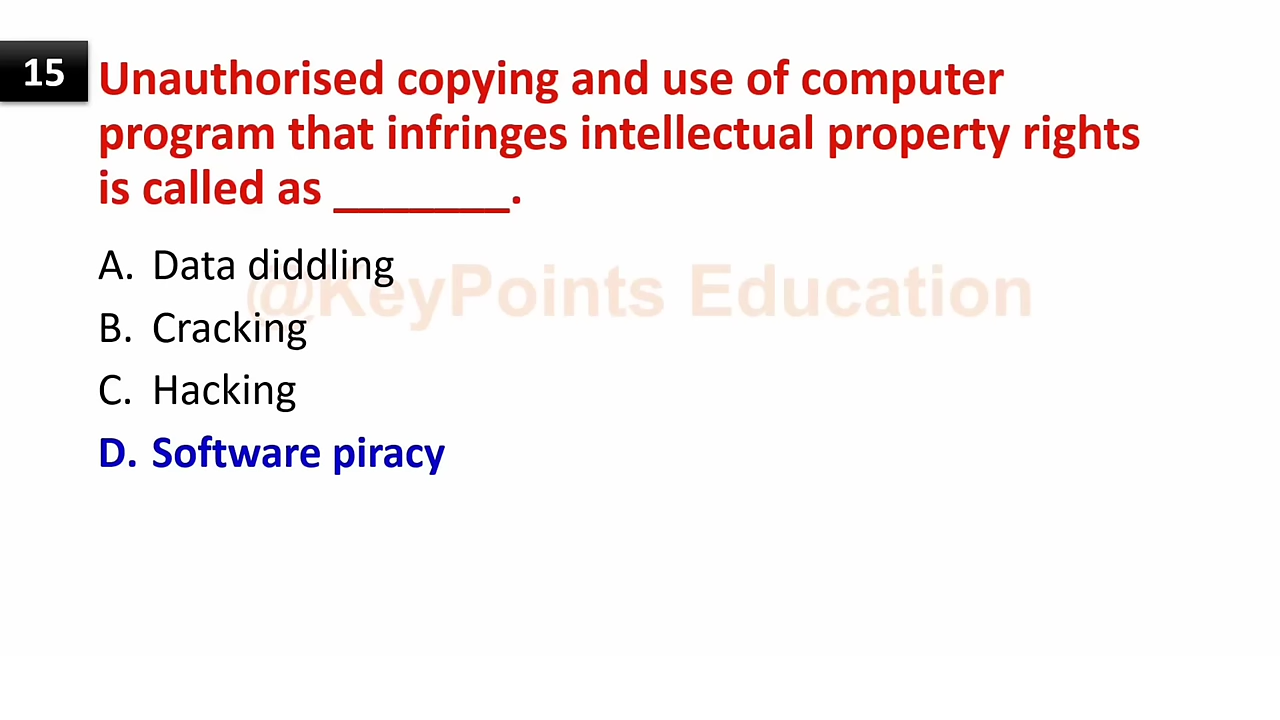 15
Unauthorised copying and use of computer
program that infringes intellectual property rights
is called as _______.
A. Data diddling
@KeyPoints Education
B. Cracking
C. Hacking
D. Software piracy